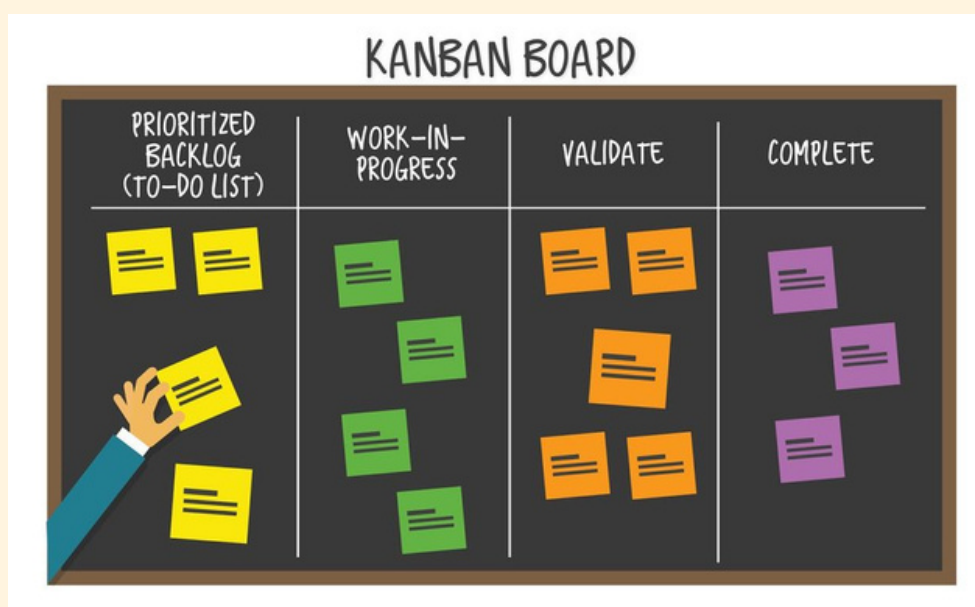 KANBAN BOARD
PRIORITIZED
BACKLOG
(TO-DO LIST)
WORK-IN-
PROGRESS
VALIDATE
COMPLETE